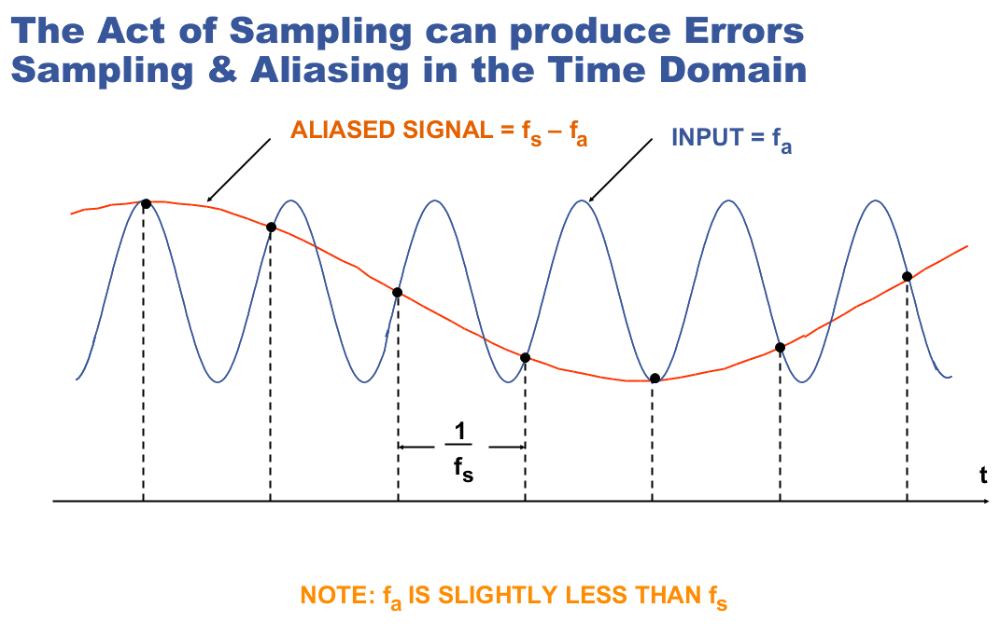 The Act of Sampling can produce Errors
Sampling & Aliasing in the Time Domain
ALIASED SIGNAL = fs – fa
INPUT = fa
1
fs
t
NOTE: fa IS SLIGHTLY LESS THAN fs